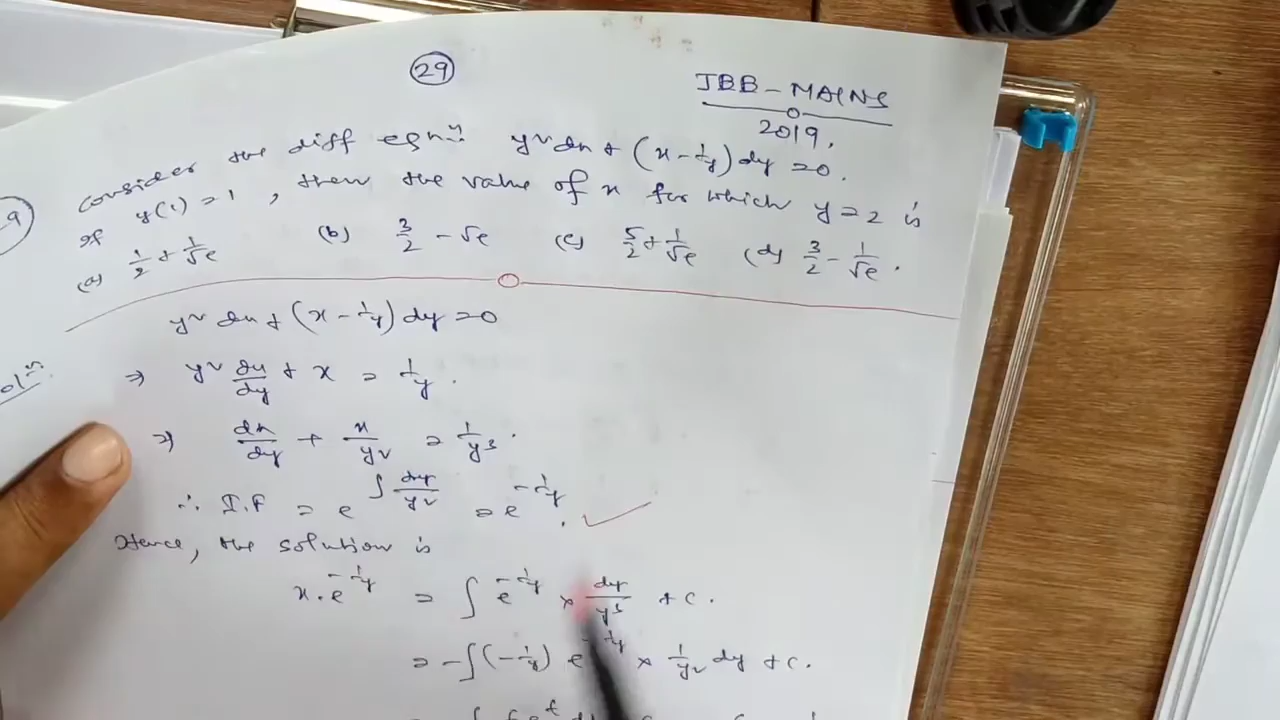 29
JEE - MAINS
2019.
Consider the diff eqn:- y² dx + (x - 1/y) dy = 0.
If y(1) = 1, then the value of x for which y = 2 is
(a) 1/2 + 1/√e (b) 3/2 - √e (c) 5/2 + 1/√e (d) 3/2 - 1/√e.
y² dx + (x - 1/y) dy = 0
⇒ y² dx/dy + x = 1/y.
⇒ dx/dy + x/y² = 1/y³.
∴ I.F = e^∫ dy/y² = e^-1/y.
Hence, the solution is
x.e^-1/y = ∫ e^-1/y × dy/y³ + C.
= -∫ (-1/y) e^-1/y × 1/y² dy + C.